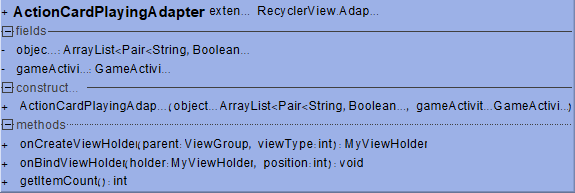 + ActionCardPlayingAdapter exten... RecyclerView.Adap...
fields
- objec...: ArrayList<Pair<String, Boolean...
- gameActivi...: GameActivi...
construct...
+ ActionCardPlayingAdap...(object...ArrayList<Pair<String, Boolean..., gameActivit...GameActivi...)
methods
+ onCreateViewHolder(parent: ViewGroup, viewType: int): MyViewHolder
+ onBindViewHolder(holder: MyViewHolder, position: int): void
+ getItemCount(): int